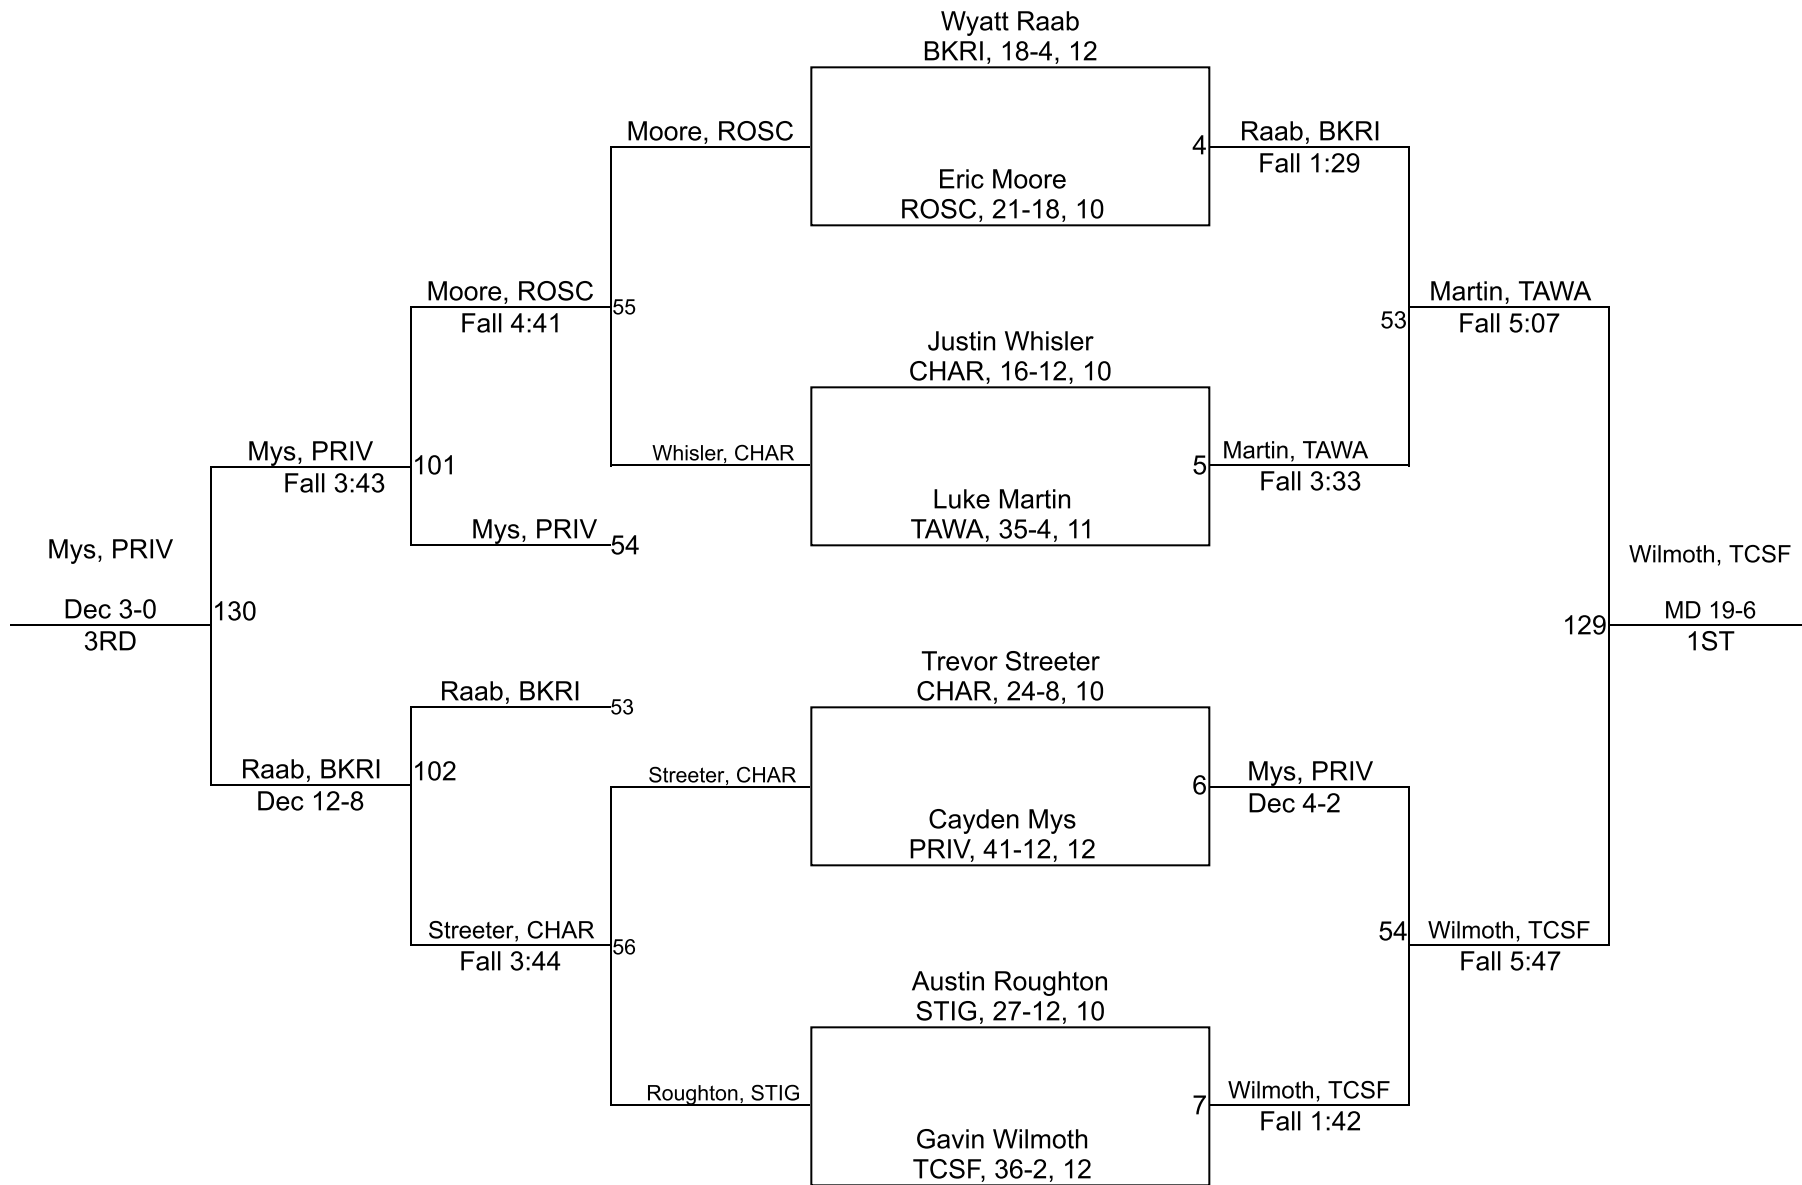 Wyatt Raab
BKRI, 18-4, 12
Moore, ROSC
4
Raab, BKRI
Fall 1:29
Eric Moore
ROSC, 21-18, 10
Moore, ROSC
Fall 4:41
55
53
Martin, TAWA
Fall 5:07
Justin Whisler
CHAR, 16-12, 10
Mys, PRIV
Fall 3:43
101
Whisler, CHAR
5
Martin, TAWA
Fall 3:33
Luke Martin
TAWA, 35-4, 11
Mys, PRIV
54
Mys, PRIV
Dec 3-0
3RD
130
Wilmoth, TCSF
129
MD 19-6
1ST
Trevor Streeter
CHAR, 24-8, 10
Raab, BKRI
53
Raab, BKRI
Dec 12-8
102
Streeter, CHAR
6
Mys, PRIV
Dec 4-2
Cayden Mys
PRIV, 41-12, 12
Streeter, CHAR
Fall 3:44
56
54
Wilmoth, TCSF
Fall 5:47
Austin Roughton
STIG, 27-12, 10
Roughton, STIG
7
Wilmoth, TCSF
Fall 1:42
Gavin Wilmoth
TCSF, 36-2, 12